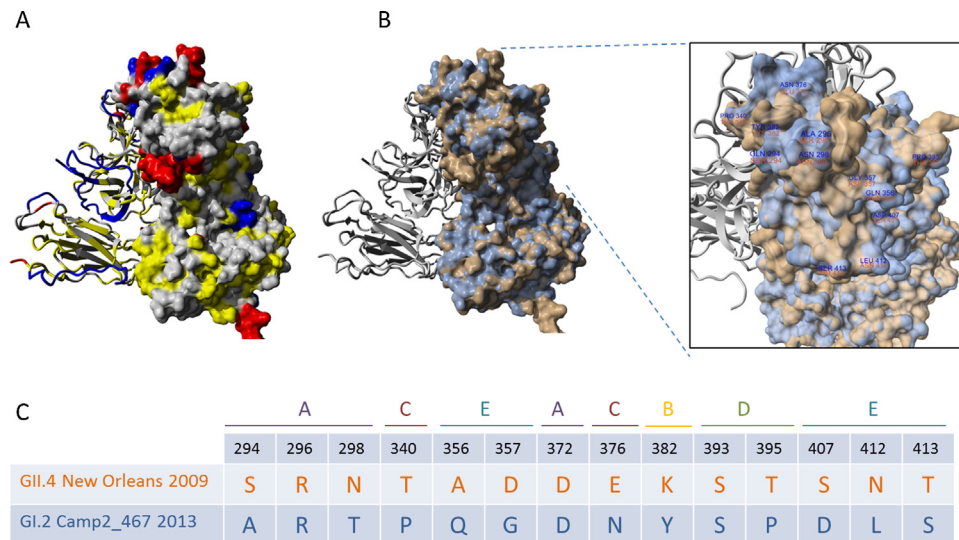 A
B
ASN 376
PRO 340
ALA 296
GLN 294
ASN 298
GLY 357
GLN 356
LEU 412
SER 413
C
A C E A C B D E
294 296 298 340 356 357 372 376 382 393 395 407 412 413
GII.4 New Orleans 2009 S R N T A D D E K S T S N T
GI.2 Camp2_467 2013 A R T P Q G D N Y S P D L S